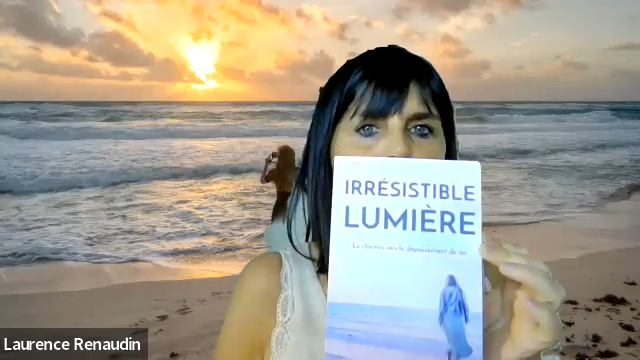 IRRÉSISTIBLE
LUMIÈRE
Le chemin vers le dépassement de soi
Laurence Renaudin